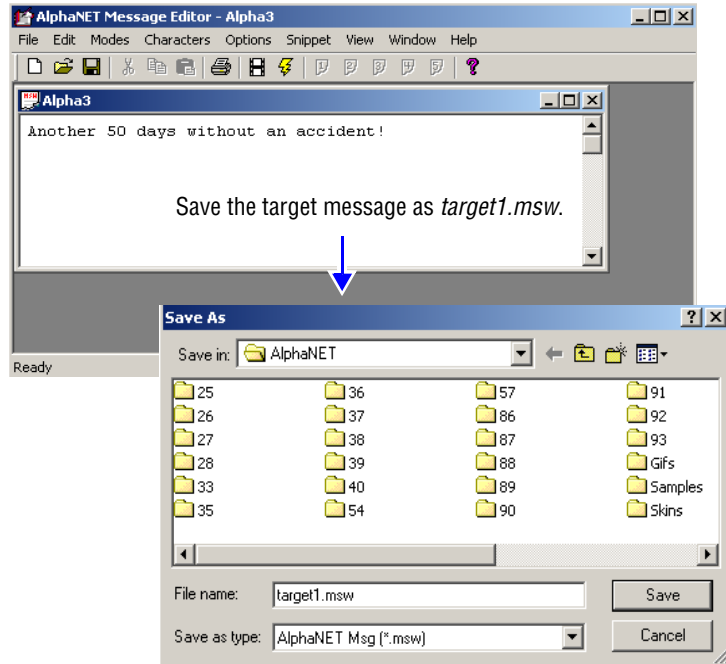 AlphaNET Message Editor - Alpha3
File Edit Modes Characters Options Snippet View Window Help
Alpha3
Another 50 days without an accident!
Save the target message as target1.msw.
Ready
Save As
Save in: AlphaNET
25 36 57 91
26 37 86 92
27 38 87 93
28 39 88 Gifs
33 40 89 Samples
35 54 90 Skins
File name: target1.msw Save
Save as type: AlphaNET Msg (*.msw) Cancel